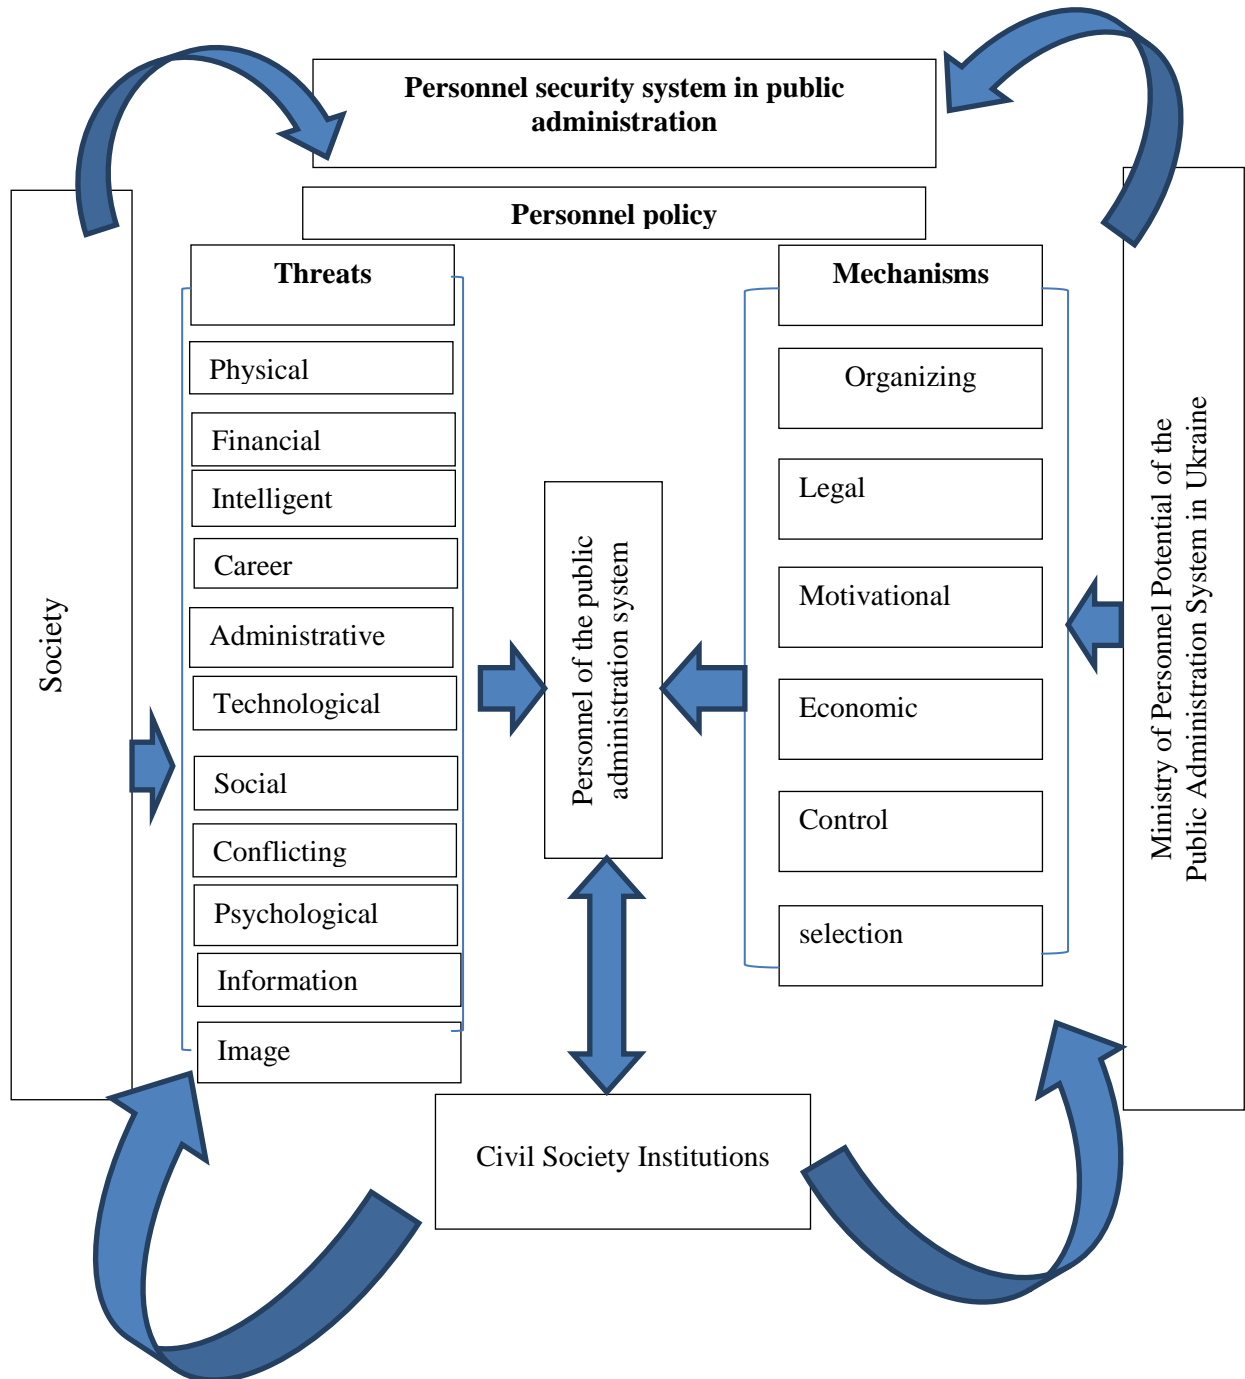 Personnel security system in public
administration
Personnel policy
Threats
Physical
Financial
Intelligent
Career
Administrative
Technological
Social
Conflicting
Psychological
Information
Image
Mechanisms
Organizing
Legal
Motivational
Economic
Control
selection
Society
Personnel of the public
administration system
Ministry of Personnel Potential of the
Public Administration System in Ukraine
Civil Society Institutions